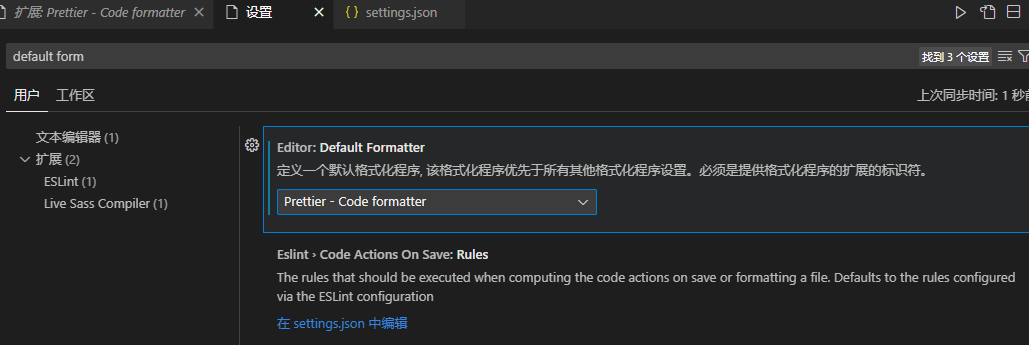 扩展: Prettier - Code formatter 设置 settings.json
default form 找到 3 个设置
用户 工作区 上次同步时间: 1 秒前
文本编辑器 (1)
扩展 (2)
ESLint (1)
Live Sass Compiler (1)
Editor: Default Formatter
定义一个默认格式化程序, 该格式化程序优先于所有其他格式化程序设置。必须是提供格式化程序的扩展的标识符。
Prettier - Code formatter
Eslint › Code Actions On Save: Rules
The rules that should be executed when computing the code actions on save or formatting a file. Defaults to the rules configured
via the ESLint configuration
在 settings.json 中编辑